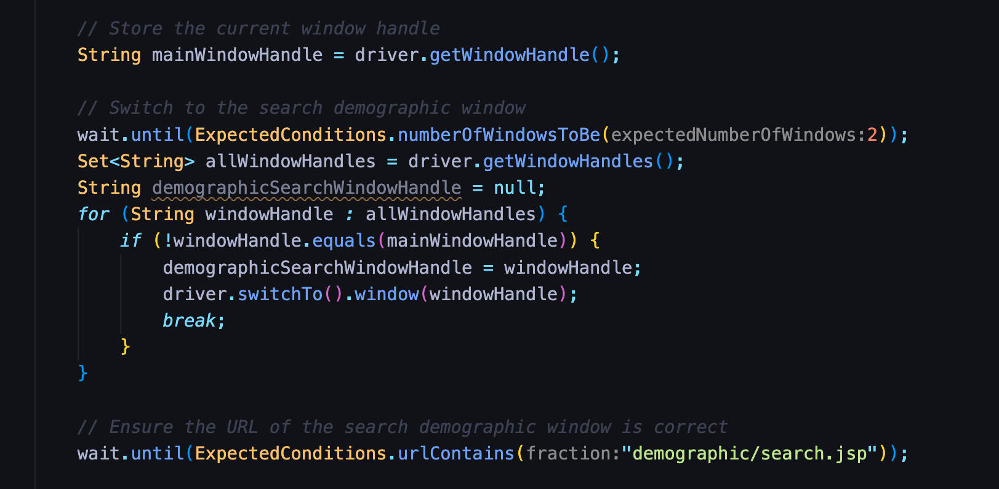 // Store the current window handle
String mainWindowHandle = driver.getWindowHandle();
// Switch to the search demographic window
wait.until(ExpectedConditions.numberOfWindowsToBe(expectedNumberOfWindows:2));
Set<String> allWindowHandles = driver.getWindowHandles();
String demographicSearchWindowHandle = null;
for (String windowHandle : allWindowHandles) {
if (!windowHandle.equals(mainWindowHandle)) {
demographicSearchWindowHandle = windowHandle;
driver.switchTo().window(windowHandle);
break;
}
}
// Ensure the URL of the search demographic window is correct
wait.until(ExpectedConditions.urlContains(fraction:"demographic/search.jsp"));